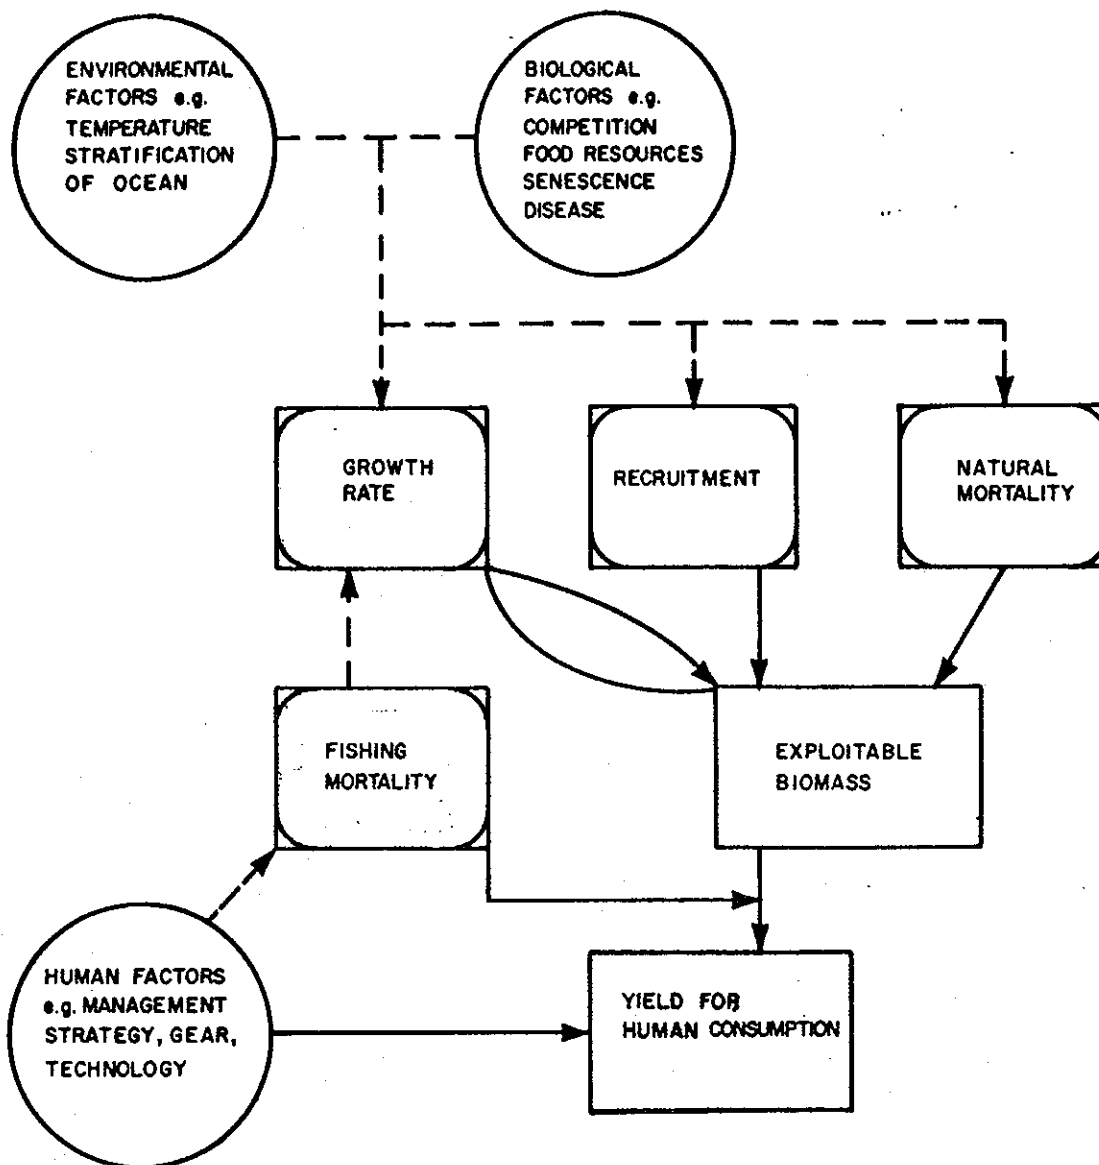 ENVIRONMENTAL
FACTORS e.g.
TEMPERATURE
STRATIFICATION
OF OCEAN
BIOLOGICAL
FACTORS e.g.
COMPETITION
FOOD RESOURCES
SENESCENCE
DISEASE
GROWTH
RATE
RECRUITMENT
NATURAL
MORTALITY
FISHING
MORTALITY
EXPLOITABLE
BIOMASS
HUMAN FACTORS
e.g. MANAGEMENT
STRATEGY, GEAR,
TECHNOLOGY
YIELD FOR
HUMAN CONSUMPTION